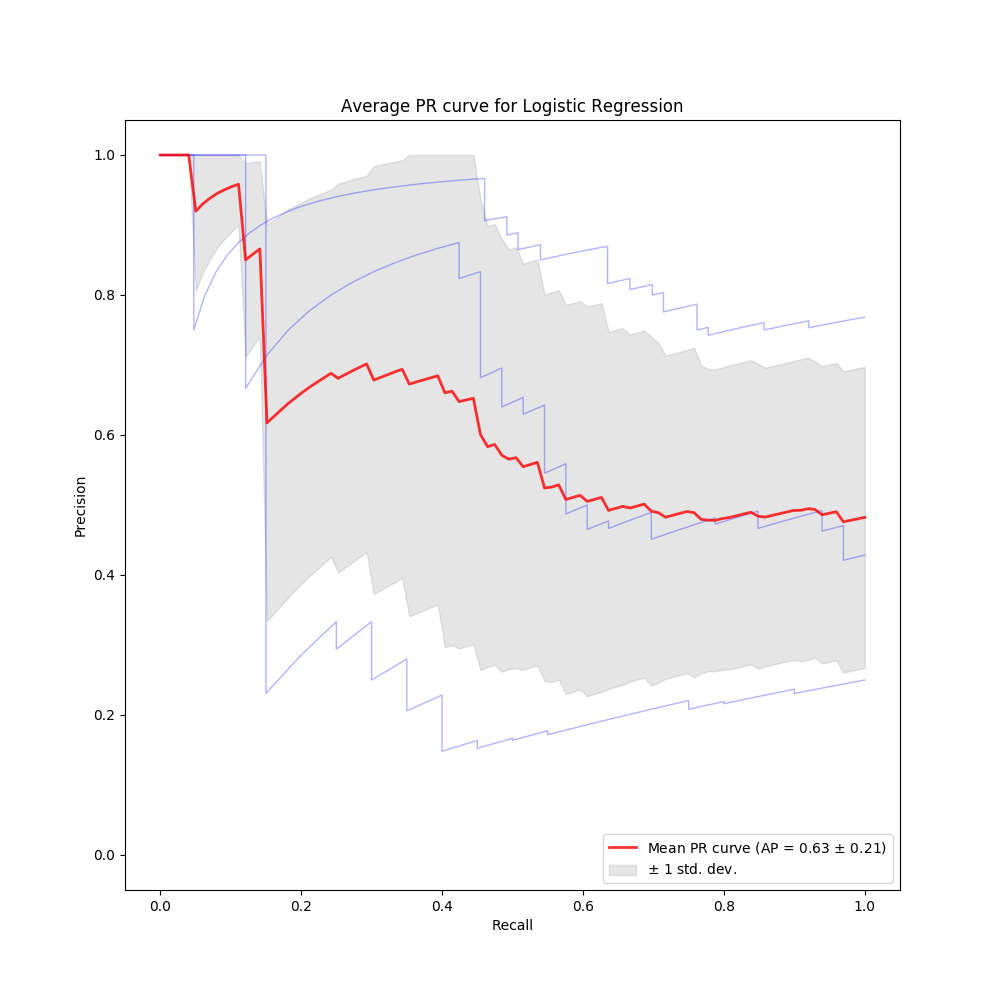 Average PR curve for Logistic Regression
1.0
0.8
0.6
0.4
0.2
0.0
Precision
0.0 0.2 0.4 0.6 0.8 1.0
Recall
Mean PR curve (AP = 0.63 ± 0.21)
± 1 std. dev.